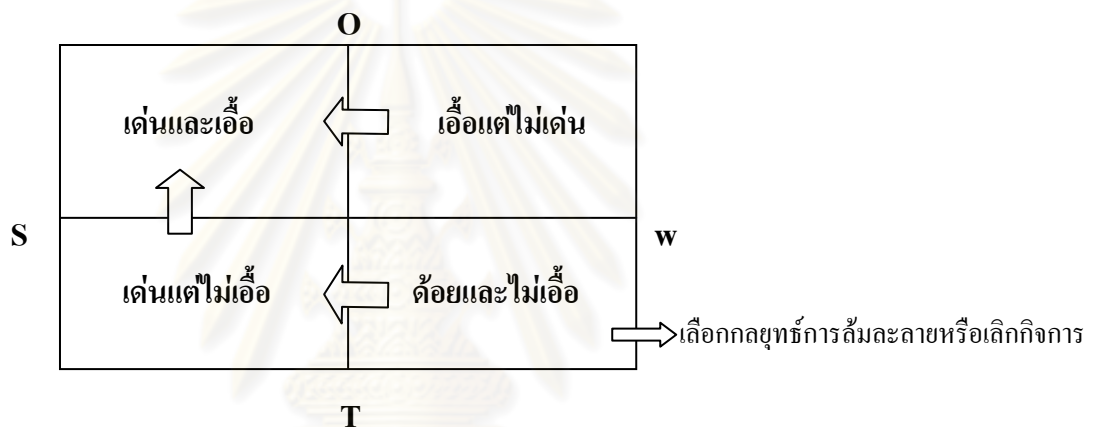 O
เด่นและเอื้อ
เอื้อแต่ไม่เด่น
S
w
เด่นแต่ไม่เอื้อ
ด้อยและไม่เอื้อ
เลือกกลยุทธ์การล้มละลายหรือเลิกกิจการ
T